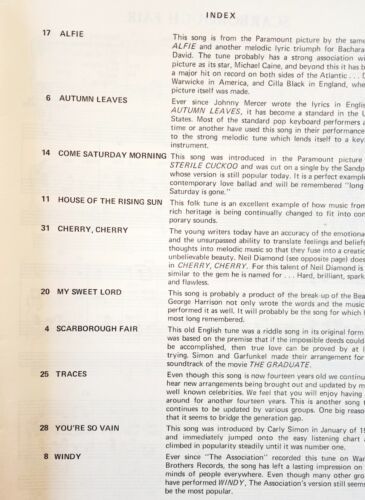 INDEX
17 ALFIE This song is from the Paramount picture by the same
ALFIE and another melodic lyric triumph for Bachara
David. The tune probably has a strong association wi
picture as its star, Michael Caine, and beyond this it has b
a major hit on record on both sides of the Atlantic . . . D
Warwicke in America, and Cilla Black in England, whe
picture itself was made.
6 AUTUMN LEAVES Ever since Johnny Mercer wrote the lyrics in Englis
AUTUMN LEAVES, it has become a standard in the U
States. Most of the standard pop keyboard performers a
time or another have used this song in their performance
to the strong melodic tune which lends itself to a key
instrument.
14 COME SATURDAY MORNING This song was introduced in the Paramount picture
STERILE CUCKOO and was cut on a single by the Sandp
whose version is still popular today. It is a perfect example
contemporary love ballad and will be remembered "long
Saturday is gone."
11 HOUSE OF THE RISING SUN This folk tune is an excellent example of how music from
rich heritage is being continually changed to fit into con
porary sounds.
31 CHERRY, CHERRY The young writers today have an accuracy of the emotiona
and the unsurpassed ability to translate feelings and beliefs
thoughts into melodic music so that they fuse into a creatio
unbelievable beauty. Neil Diamond (see opposite page) does
in CHERRY, CHERRY. For this talent of Neil Diamond is
similar to the gem he is named for . . . Hard, brilliant, spark
and flawless.
20 MY SWEET LORD This song is probably a product of the break-up of the Bea
George Harrison not only wrote the words and the music
performed it as well. It will probably be the song for which h
most long remembered.
4 SCARBOROUGH FAIR This old English tune was a riddle song in its original form
was based on the premise that if the impossible deeds could
be accomplished, then true love can be proved by at l
trying. Simon and Garfunkel made their arrangement for
soundtrack of the movie THE GRADUATE.
25 TRACES Even though this song is now fourteen years old we continu
hear new arrangements being brought out and updated by m
well known celebrities. We feel that you will enjoy having
around for another fourteen years. This is another song t
continues to be updated by various groups. One big reaso
that it seems to bridge the generation gap.
28 YOU'RE SO VAIN This song was introduced by Carly Simon in January of 19
and immediately jumped onto the easy listening chart a
climbed in popularity steadily until it was number one.
8 WINDY Ever since "The Association" recorded this tune on War
Brothers Records, the song has left a lasting impression on
minds of people everywhere. Even though many other grou
have performed WINDY, The Association's version still seems
be the most popular.